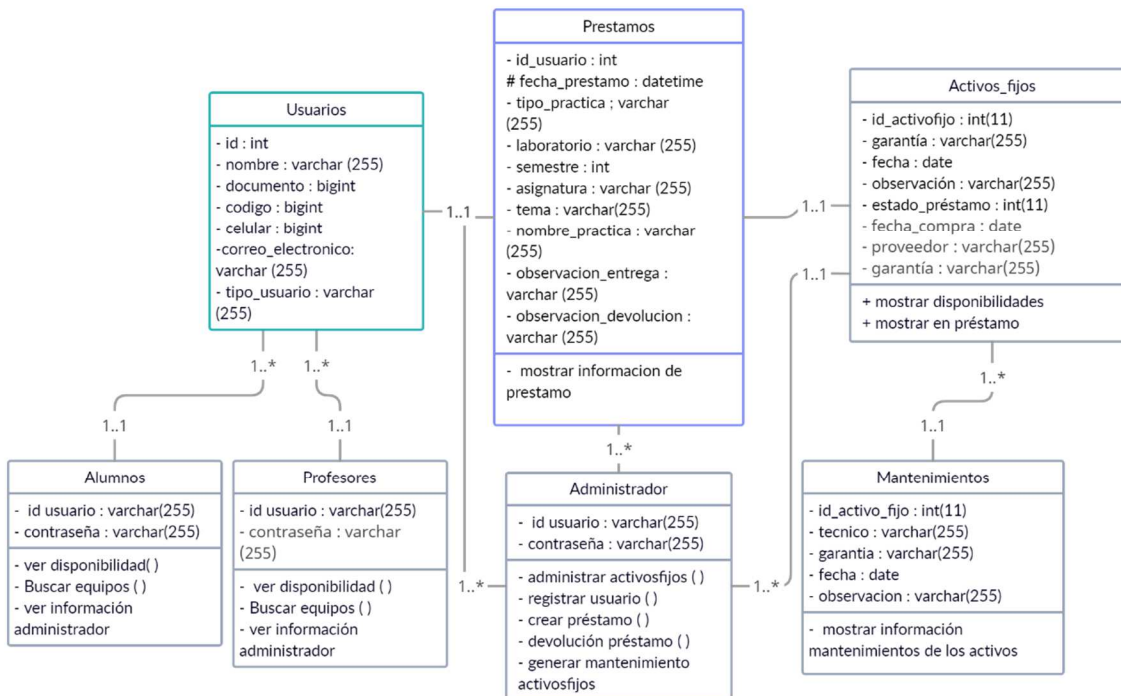 Prestamos
- id_usuario : int
# fecha_prestamo : datetime
- tipo_practica ; varchar
(255)
- laboratorio : varchar (255)
- semestre : int
- asignatura : varchar (255)
- tema : varchar(255)
- nombre_practica : varchar
(255)
- observacion_entrega :
varchar (255)
- observacion_devolucion :
varchar (255)
- mostrar informacion de
prestamo
Usuarios
- id : int
- nombre : varchar (255)
- documento : bigint
- codigo : bigint
- celular : bigint
-correo_electronico:
varchar (255)
- tipo_usuario : varchar
(255)
1..1
Activos_fijos
- id_activofijo : int(11)
- garantía : varchar(255)
- fecha : date
- observación : varchar(255)
- estado_préstamo : int(11)
- fecha_compra : date
- proveedor : varchar(255)
- garantía : varchar(255)
+ mostrar disponibilidades
+ mostrar en préstamo
1..1
1..1
1..*
1..*
1..*
1..1
1..1
1..*
1..1
Alumnos
- id usuario : varchar(255)
- contraseña : varchar(255)
- ver disponibilidad( )
- Buscar equipos ( )
- ver información
administrador
Profesores
- id usuario : varchar(255)
- contraseña : varchar
(255)
- ver disponibilidad ( )
- Buscar equipos ( )
- ver información
administrador
1..*
Administrador
- id usuario : varchar(255)
- contraseña : varchar(255)
- administrar activosfijos ( )
- registrar usuario ( )
- crear préstamo ( )
- devolución préstamo ( )
- generar mantenimiento
activosfijos
1..*
Mantenimientos
- id_activo_fijo : int(11)
- tecnico : varchar(255)
- garantia : varchar(255)
- fecha : date
- observacion : varchar(255)
- mostrar información
mantenimientos de los activos